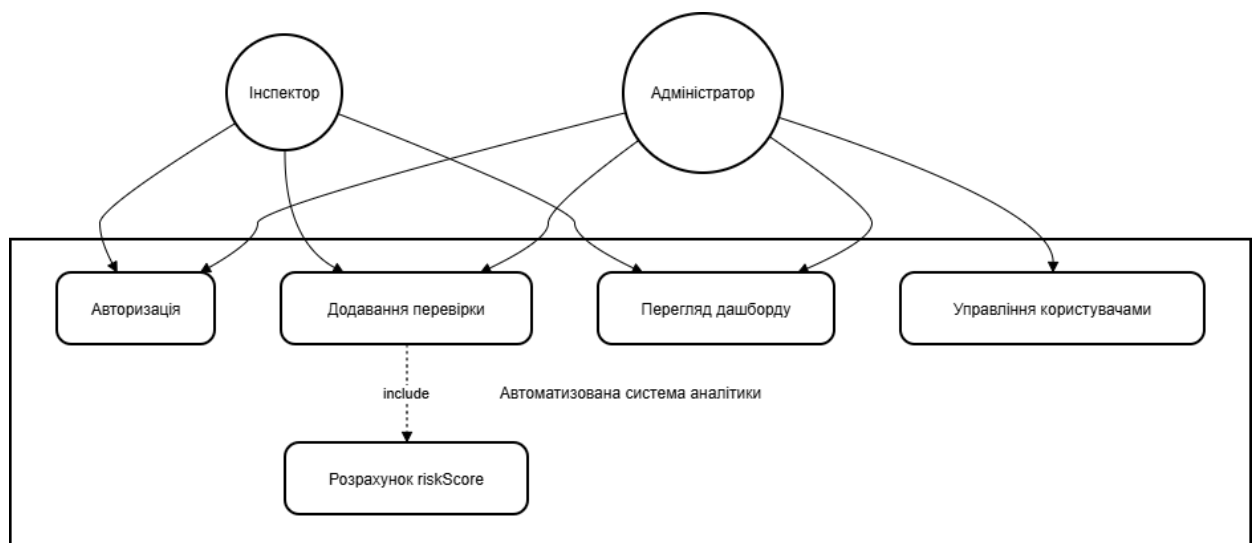 Інспектор
Адміністратор
Авторизація
Додавання перевірки
Перегляд дашборду
Управління користувачами
include
Автоматизована система аналітики
Розрахунок riskScore